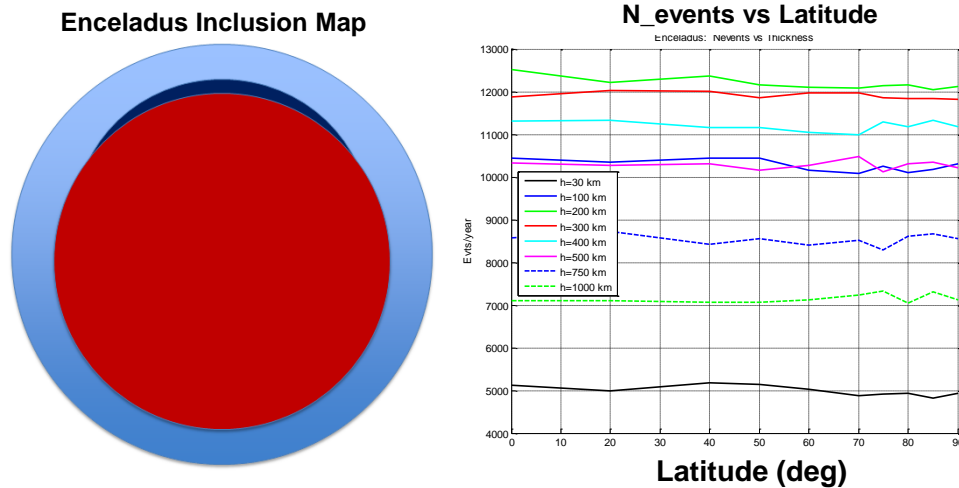 Enceladus Inclusion Map
N_events vs Latitude
Enceladus: Nevents vs Thickness
13000
12000
11000
10000
9000
8000
7000
6000
5000
4000
Evts/year
h=30 km
h=100 km
h=200 km
h=300 km
h=400 km
h=500 km
h=750 km
h=1000 km
0 10 20 30 40 50 60 70 80 90
Latitude (deg)